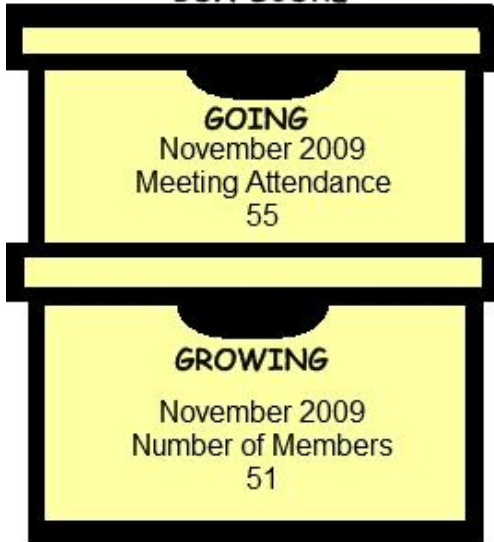 GOING
November 2009
Meeting Attendance
55
GROWING
November 2009
Number of Members
51